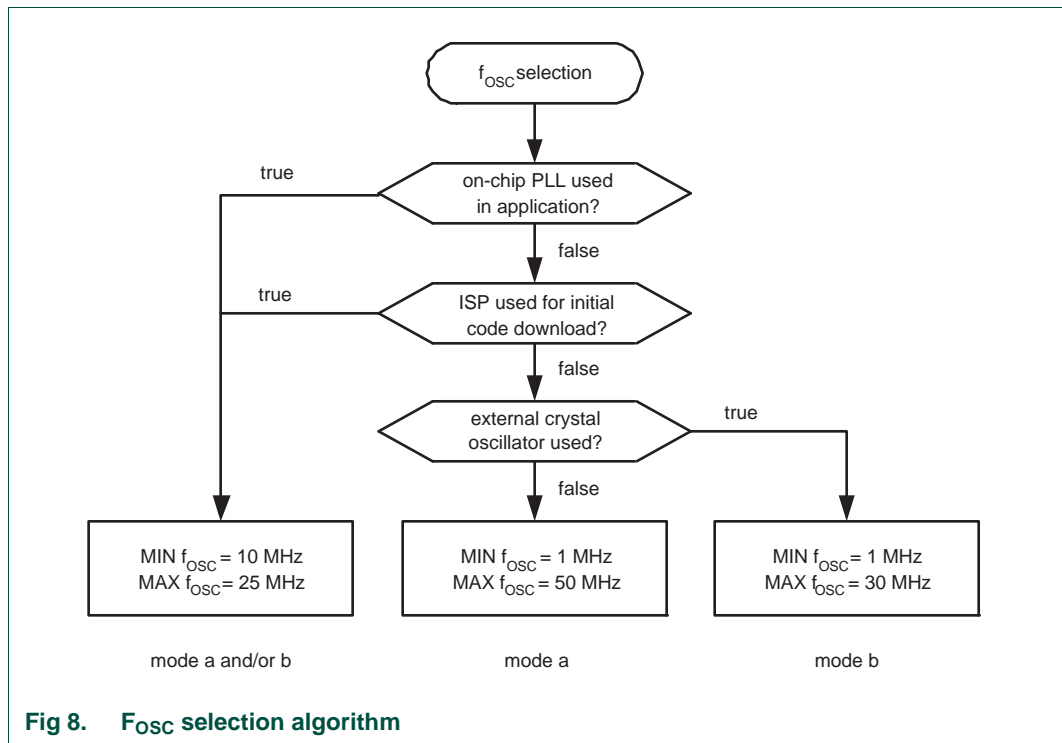 fOSC selection
true
on-chip PLL used
in application?
false
true
ISP used for initial
code download?
false
external crystal
oscillator used?
true
false
MIN fOSC = 10 MHz
MAX fOSC = 25 MHz
MIN fOSC = 1 MHz
MAX fOSC = 50 MHz
MIN fOSC = 1 MHz
MAX fOSC = 30 MHz
mode a and/or b
mode a
mode b
Fig 8. FOSC selection algorithm